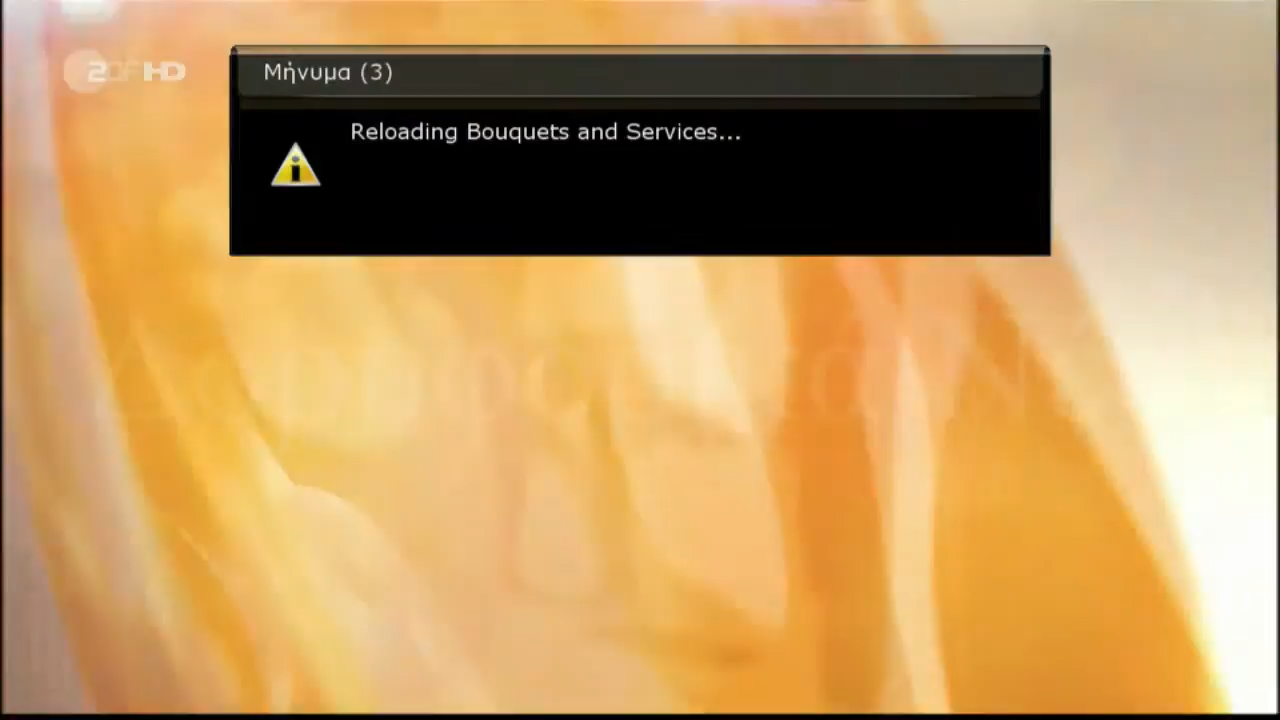 ZDF HD
Μήνυμα (3)
Reloading Bouquets and Services...